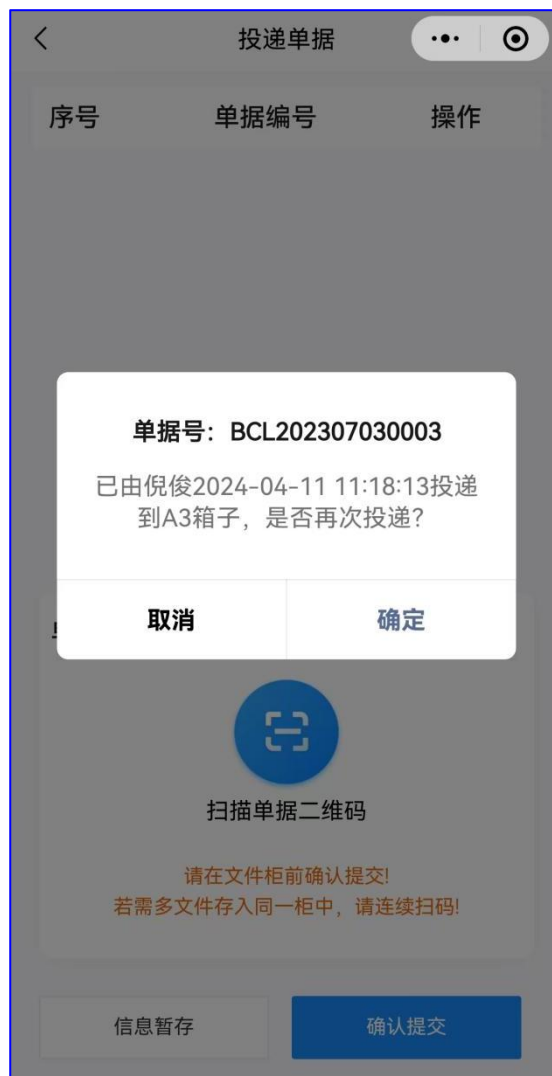 投递单据
序号 单据编号 操作
单据号：BCL202307030003
已由倪俊2024-04-11 11:18:13投递
到A3箱子，是否再次投递？
取消 确定
扫描单据二维码
请在文件柜前确认提交!
若需多文件存入同一柜中，请连续扫码!
信息暂存 确认提交